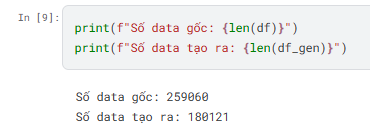 In [9]:
print(f"Số data gốc: {len(df)}")
print(f"Số data tạo ra: {len(df_gen)}")
Số data gốc: 259060
Số data tạo ra: 180121